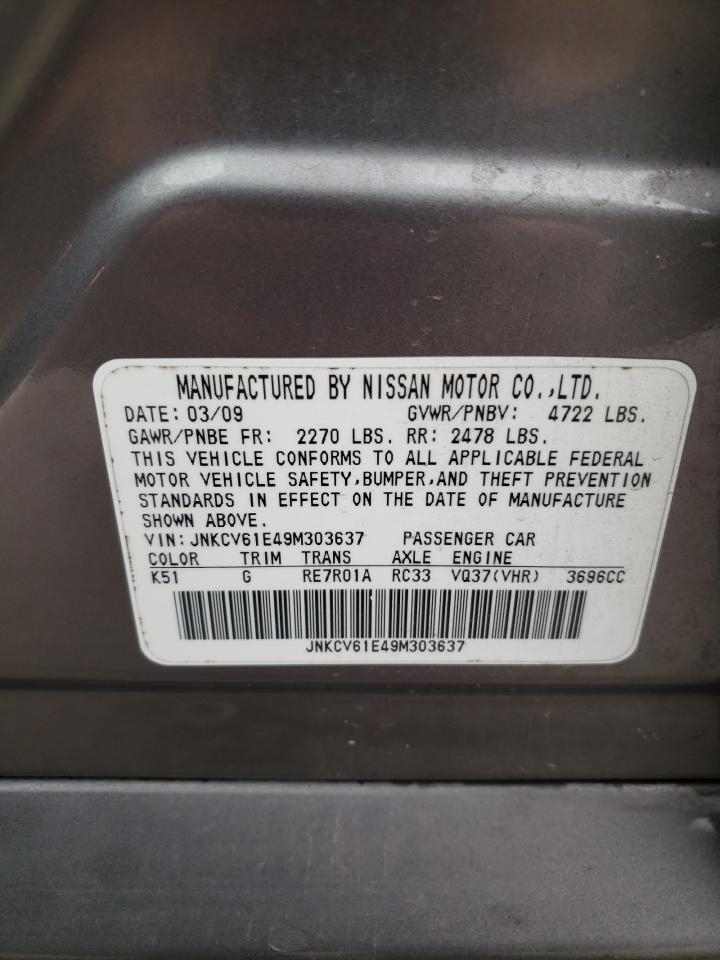 MANUFACTURED BY NISSAN MOTOR CO.,LTD.
DATE: 03/09 GVWR/PNBV: 4722 LBS.
GAWR/PNBE FR: 2270 LBS. RR: 2478 LBS.
THIS VEHICLE CONFORMS TO ALL APPLICABLE FEDERAL
MOTOR VEHICLE SAFETY,BUMPER,AND THEFT PREVENTION
STANDARDS IN EFFECT ON THE DATE OF MANUFACTURE
SHOWN ABOVE.
VIN: JNKCV61E49M303637 PASSENGER CAR
COLOR TRIM TRANS AXLE ENGINE
K51 G RE7R01A RC33 VQ37(VHR) 3696CC
JNKCV61E49M303637